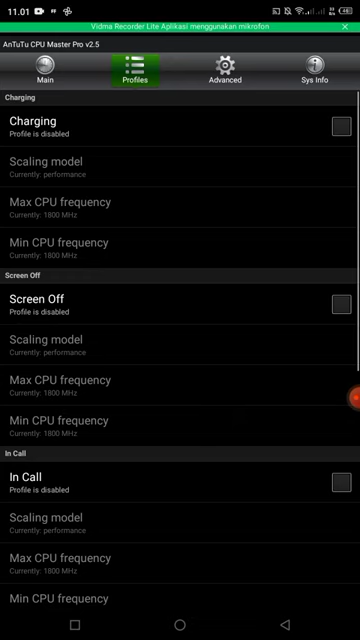 11.01
Vidma Recorder Lite Aplikasi menggunakan mikrofon
AnTuTu CPU Master Pro v2.5
Main
Profiles
Advanced
Sys Info
Charging
Charging
Profile is disabled
Scaling model
Currently: performance
Max CPU frequency
Currently: 1800 MHz
Min CPU frequency
Currently: 1800 MHz
Screen Off
Screen Off
Profile is disabled
Scaling model
Currently: performance
Max CPU frequency
Currently: 1800 MHz
Min CPU frequency
Currently: 1800 MHz
In Call
In Call
Profile is disabled
Scaling model
Currently: performance
Max CPU frequency
Currently: 1800 MHz
Min CPU frequency